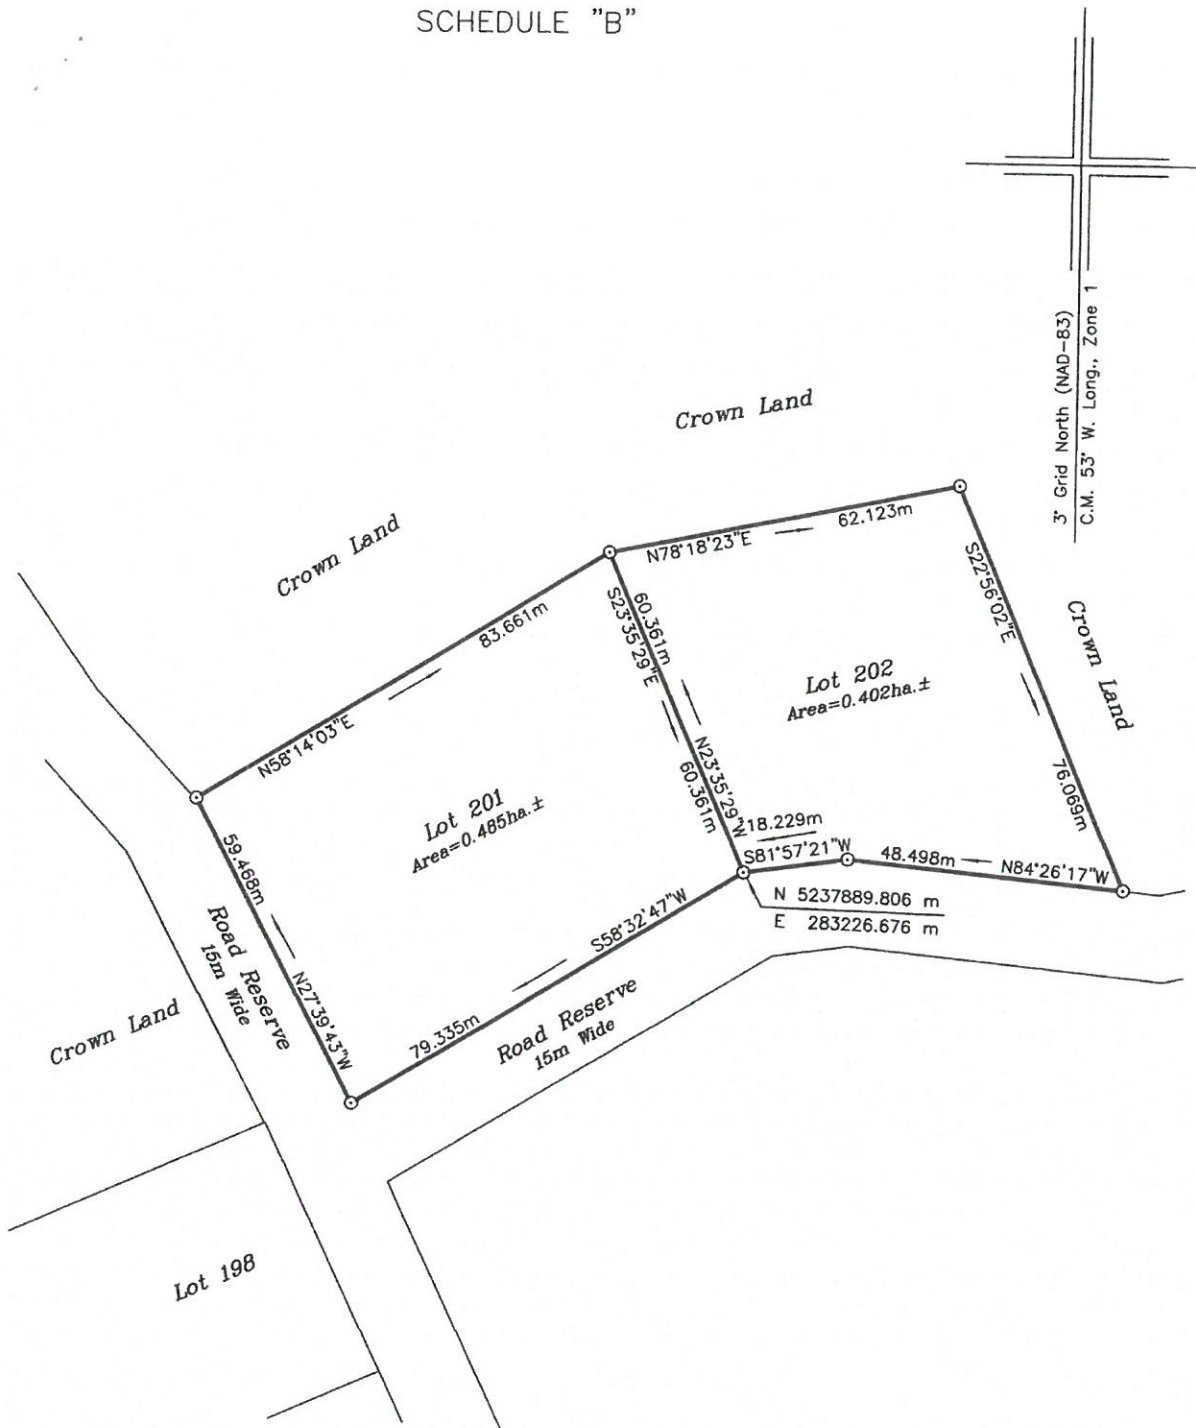 SCHEDULE "B"
3° Grid North (NAD-83)
C.M. 53° W. Long., Zone 1
Crown Land
Crown Land
N78°18'23"E
62.123m
83.661m
N58°14'03"E
60.361m
S23°35'29"E
N23°35'29"W
60.361m
S22°56'02"E
76.069m
Crown Land
Lot 202
Area=0.402ha.±
Lot 201
Area=0.485ha.±
18.229m
S81°57'21"W
48.498m
N84°26'17"W
N 5237889.806 m
E 283226.676 m
59.468m
N27°39'43"W
S58°32'47"W
79.335m
Road Reserve
15m Wide
Road Reserve
15m Wide
Crown Land
Lot 198